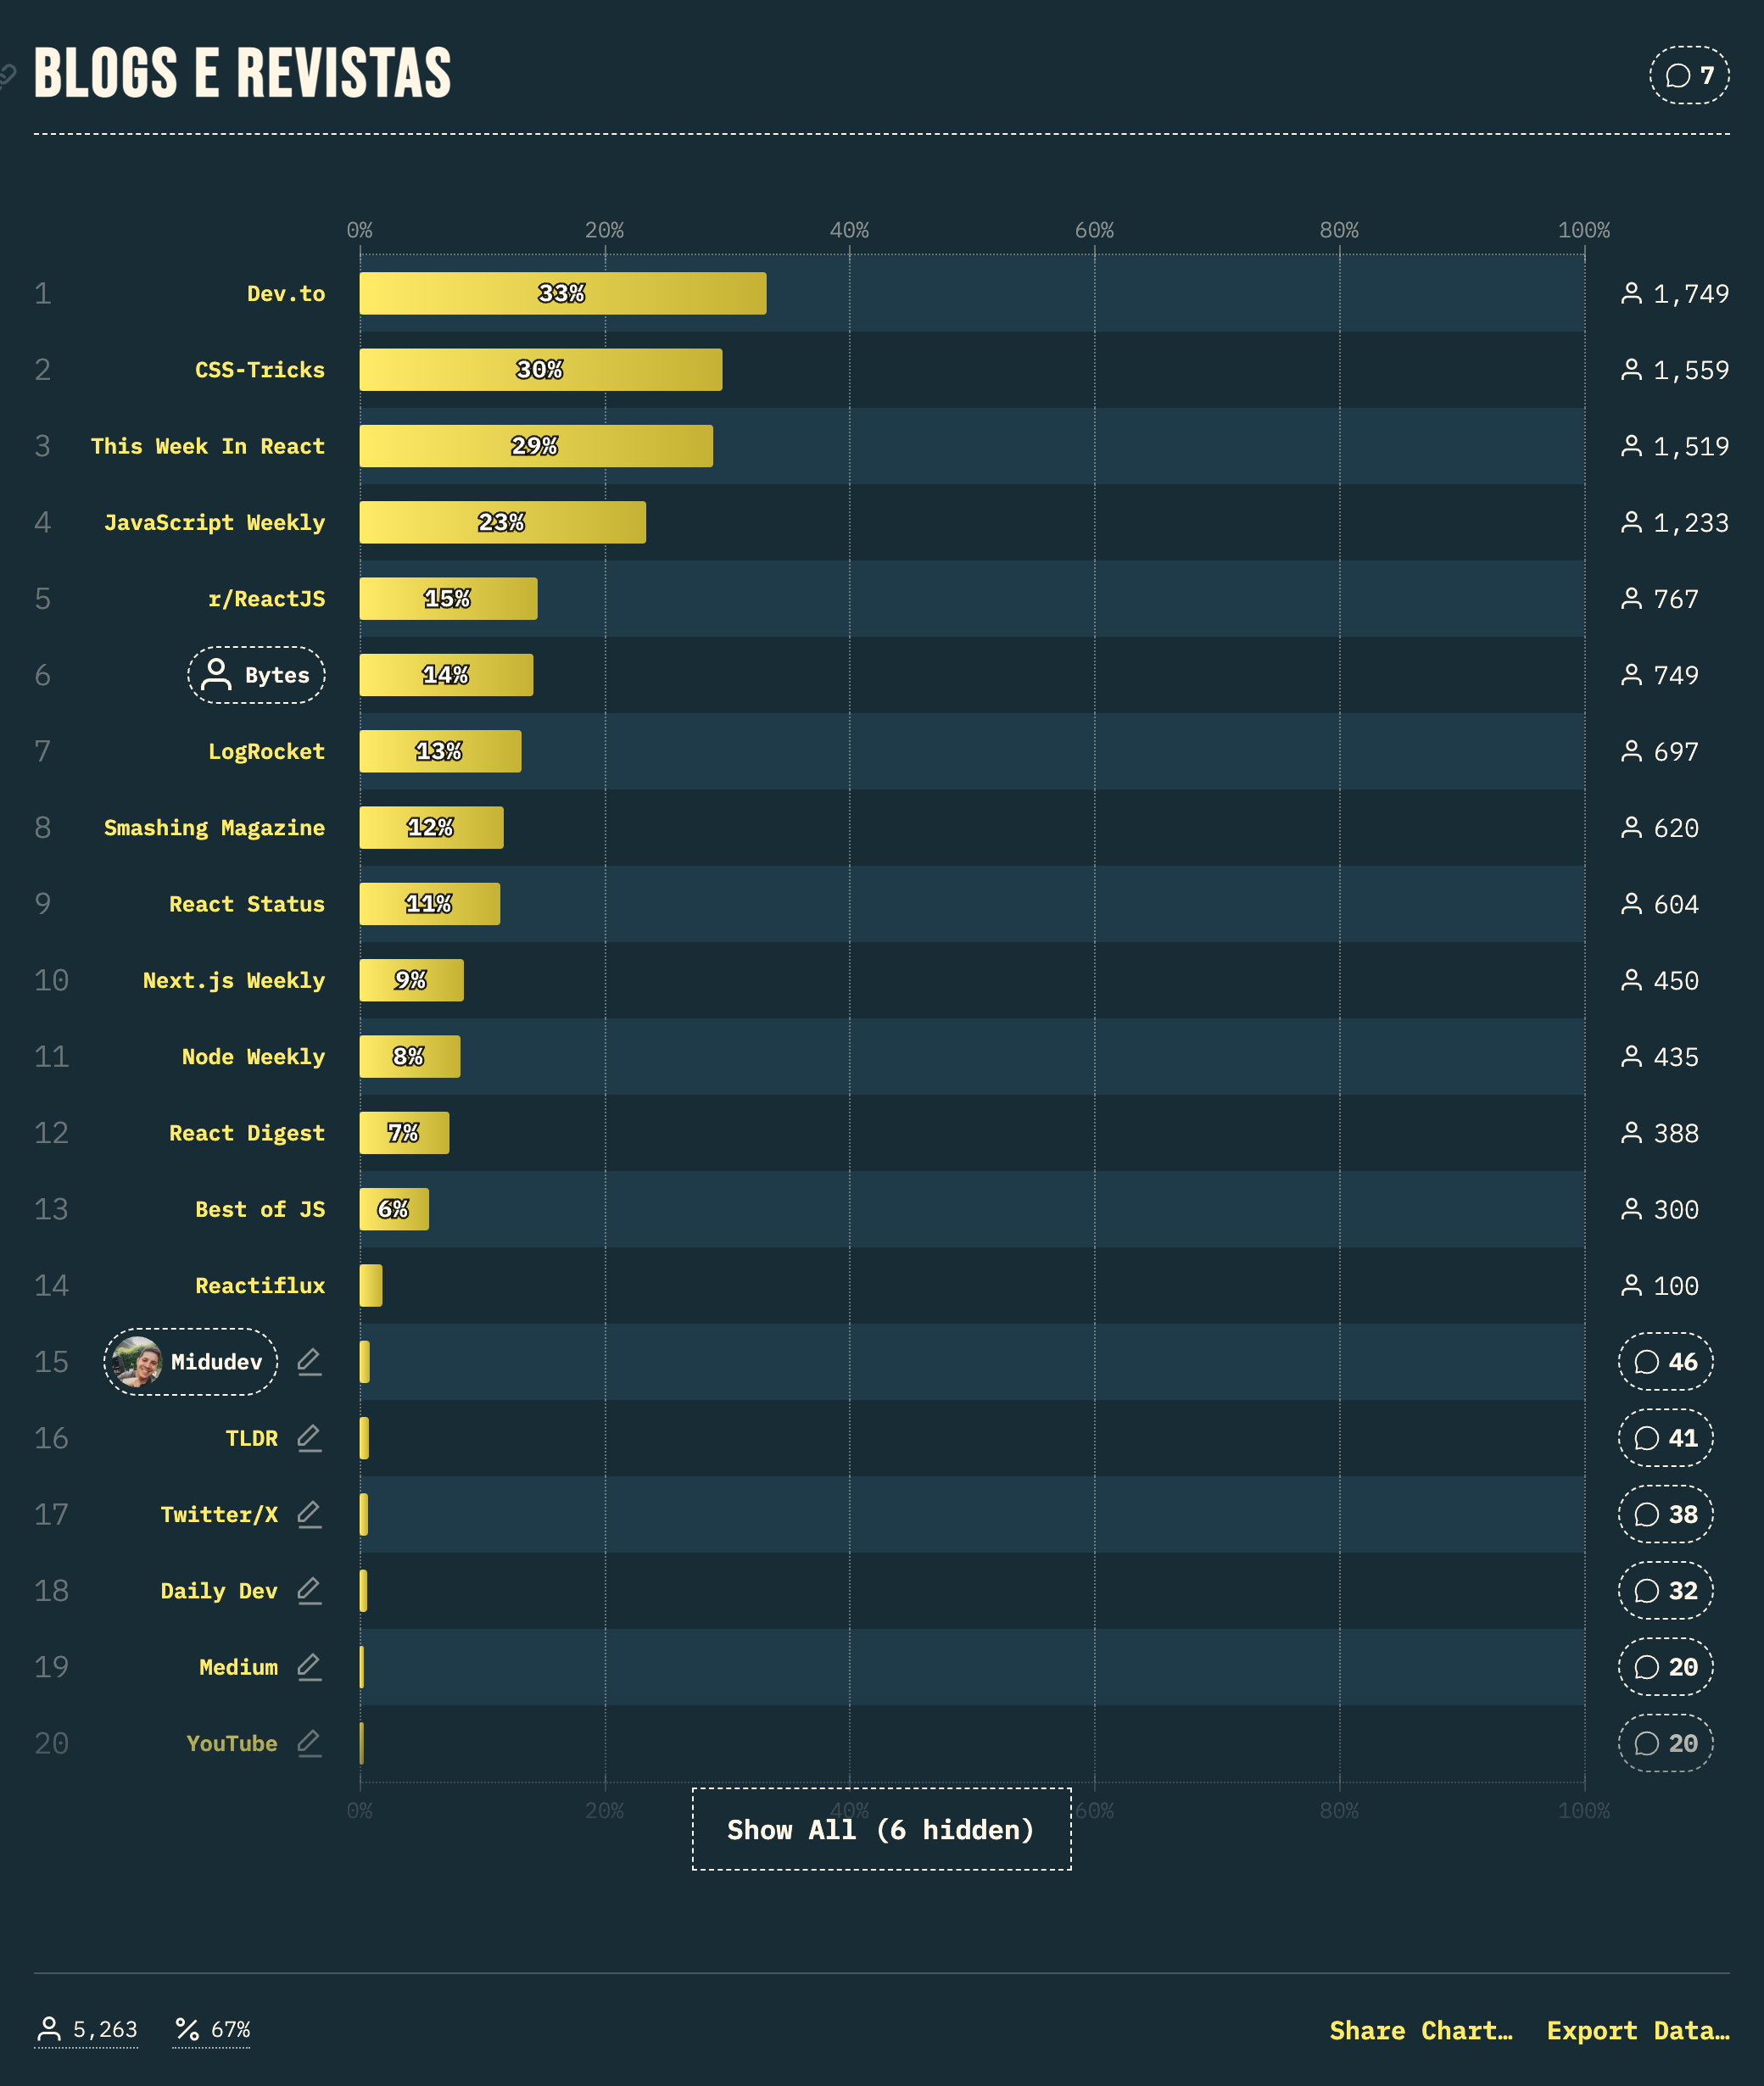 BLOGS E REVISTAS
7
0% 20% 40% 60% 80% 100%
1 Dev.to 33% 1,749
2 CSS-Tricks 30% 1,559
3 This Week In React 29% 1,519
4 JavaScript Weekly 23% 1,233
5 r/ReactJS 15% 767
6 Bytes 14% 749
7 LogRocket 13% 697
8 Smashing Magazine 12% 620
9 React Status 11% 604
10 Next.js Weekly 9% 450
11 Node Weekly 8% 435
12 React Digest 7% 388
13 Best of JS 6% 300
14 Reactiflux 100
15 Midudev 46
16 TLDR 41
17 Twitter/X 38
18 Daily Dev 32
19 Medium 20
20 YouTube 20
0% 20% 40% 60% 80% 100%
Show All (6 hidden)
5,263 67% Share Chart… Export Data…